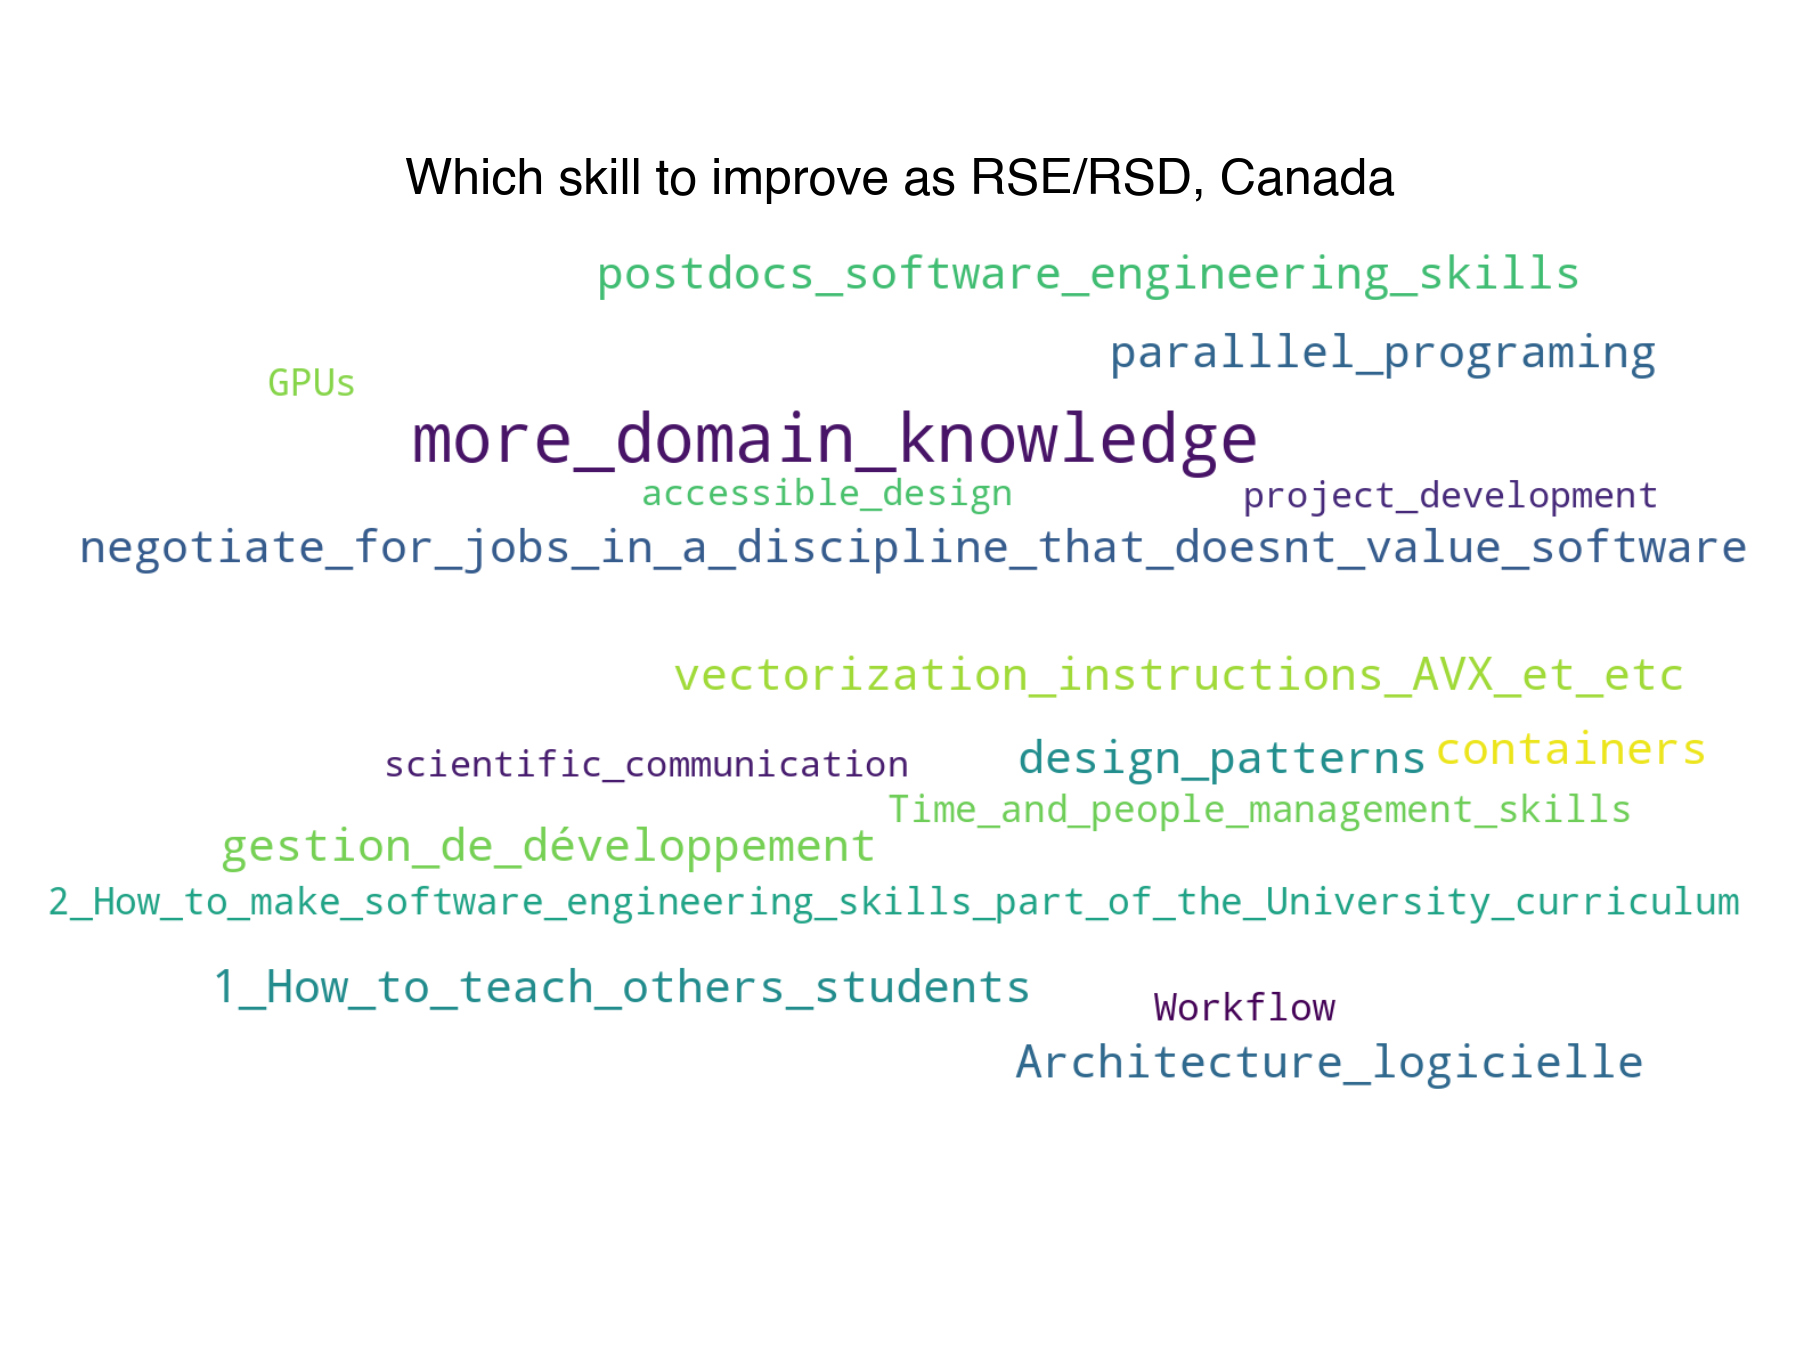 Which skill to improve as RSE/RSD, Canada
postdocs_software_engineering_skills
paralllel_programing
GPUs
more_domain_knowledge
accessible_design
project_development
negotiate_for_jobs_in_a_discipline_that_doesnt_value_software
vectorization_instructions_AVX_et_etc
scientific_communication
design_patterns
containers
Time_and_people_management_skills
gestion_de_développement
2_How_to_make_software_engineering_skills_part_of_the_University_curriculum
1_How_to_teach_others_students
Workflow
Architecture_logicielle